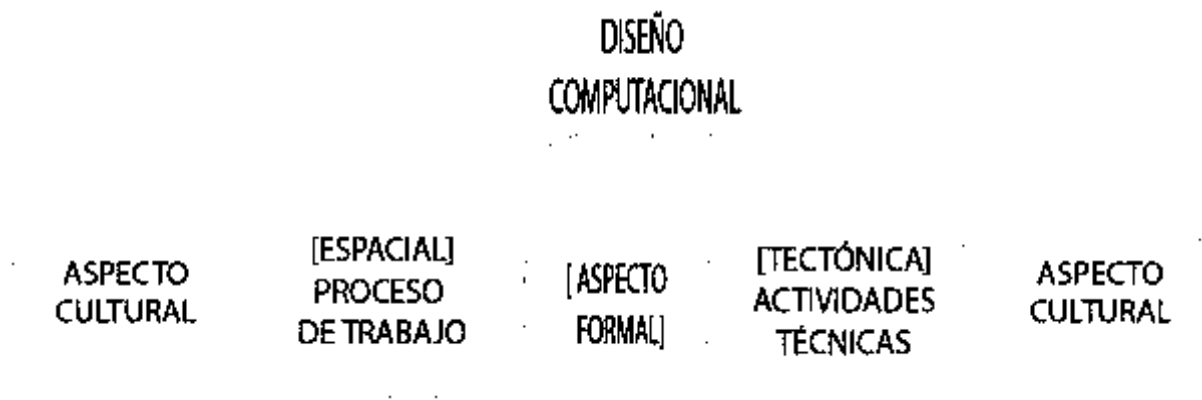 DISEÑO
COMPUTACIONAL
ASPECTO
CULTURAL
[ESPACIAL]
PROCESO
DE TRABAJO
[ ASPECTO
FORMAL]
[TECTÓNICA]
ACTIVIDADES
TÉCNICAS
ASPECTO
CULTURAL